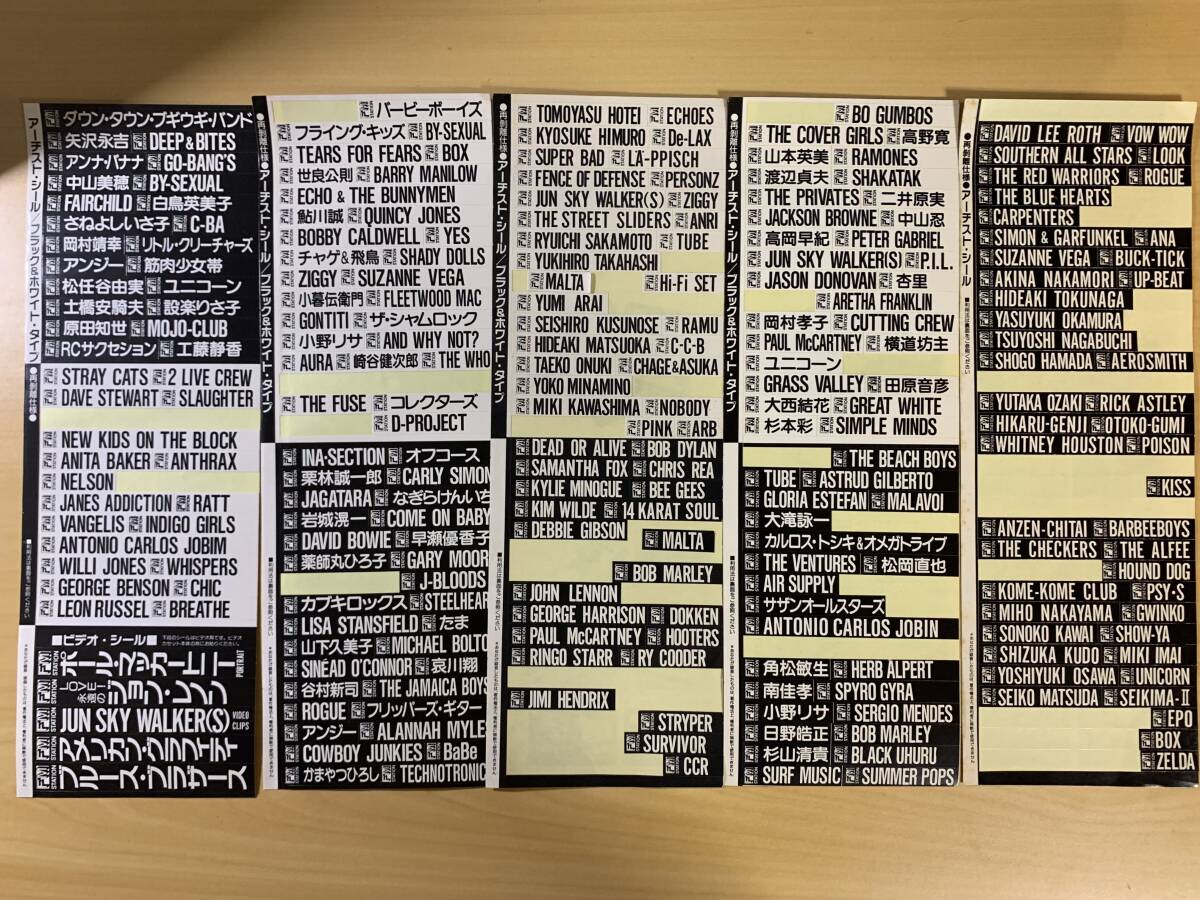 アーチスト・シール/ブラック&ホワイト・タイプ
●再剥離仕様●
ダウン・タウン・ブギウギ・バンド
矢沢永吉 DEEP & BITES
アンナ・バナナ GO-BANG'S
中山美穂 BY-SEXUAL
FAIRCHILD 白鳥英美子
さねよしいさ子 C-BA
岡村靖幸 リトル・クリーチャーズ
アンジー 筋肉少女帯
松任谷由実 ユニコーン
土橋安騎夫 設楽りさ子
原田知世 MOJO-CLUB
RCサクセション 工藤静香
STRAY CATS 2 LIVE CREW
DAVE STEWART SLAUGHTER
NEW KIDS ON THE BLOCK
ANITA BAKER ANTHRAX
NELSON
JANES ADDICTION RATT
VANGELIS INDIGO GIRLS
ANTONIO CARLOS JOBIM
WILLI JONES WHISPERS
GEORGE BENSON CHIC
LEON RUSSEL BREATHE
■ビデオ・シール■
ポール・マッカートニー PORTRAIT
LOVE 永遠の ジョン・レノン
JUN SKY WALKER(S) VIDEO CLIPS
アメリカン・グラフィティ
ブルース・ブラザース
●再剥離仕様●アーチスト・シール/ブラック&ホワイト・タイプ
バービーボーイズ
フライング・キッズ BY-SEXUAL
TEARS FOR FEARS BOX
世良公則 BARRY MANILOW
ECHO & THE BUNNYMEN
鮎川誠 QUINCY JONES
BOBBY CALDWELL YES
チャゲ&飛鳥 SHADY DOLLS
ZIGGY SUZANNE VEGA
小暮伝衛門 FLEETWOOD MAC
GONTITI ザ・シャムロック
小野リサ AND WHY NOT?
AURA 崎谷健次郎 THE WHO
THE FUSE コレクターズ
D-PROJECT
INA・SECTION オフコース
栗林誠一郎 CARLY SIMON
JAGATARA なぎらけんいち
岩城滉一 COME ON BABY
DAVID BOWIE 早瀬優香子
薬師丸ひろ子 GARY MOOR
J-BLOODS
カブキロックス STEELHEAR
LISA STANSFIELD たま
山下久美子 MICHAEL BOLTO
SINÉAD O'CONNOR 哀川翔
谷村新司 THE JAMAICA BOYS
ROGUE フリッパーズ・ギター
アンジー ALANNAH MYLES
COWBOY JUNKIES BaBe
かまやつひろし TECHNOTRONIC
●再剥離仕様●アーチスト・シール/ブラック&ホワイト・タイプ
TOMOYASU HOTEI ECHOES
KYOSUKE HIMURO De-LAX
SUPER BAD LÄ-PPISCH
FENCE OF DEFENSE PERSONZ
JUN SKY WALKER(S) ZIGGY
THE STREET SLIDERS ANRI
RYUICHI SAKAMOTO TUBE
YUKIHIRO TAKAHASHI
MALTA Hi-Fi SET
YUMI ARAI
SEISHIRO KUSUNOSE RAMU
HIDEAKI MATSUOKA C-C-B
TAEKO ONUKI CHAGE&ASUKA
YOKO MINAMINO
MIKI KAWASHIMA NOBODY
PINK ARB
DEAD OR ALIVE BOB DYLAN
SAMANTHA FOX CHRIS REA
KYLIE MINOGUE BEE GEES
KIM WILDE 14 KARAT SOUL
DEBBIE GIBSON MALTA
BOB MARLEY
JOHN LENNON
GEORGE HARRISON DOKKEN
PAUL McCARTNEY HOOTERS
RINGO STARR RY COODER
JIMI HENDRIX
STRYPER
SURVIVOR
CCR
●再剥離仕様●アーチスト・シール/ブラック&ホワイト・タイプ
BO GUMBOS
THE COVER GIRLS 高野寛
山本英美 RAMONES
渡辺貞夫 SHAKATAK
THE PRIVATES 二井原実
JACKSON BROWNE 中山忍
高岡早紀 PETER GABRIEL
JUN SKY WALKER(S) P.I.L.
JASON DONOVAN 杏里
ARETHA FRANKLIN
岡村孝子 CUTTING CREW
PAUL McCARTNEY 横道坊主
ユニコーン
GRASS VALLEY 田原音彦
大西結花 GREAT WHITE
杉本彩 SIMPLE MINDS
THE BEACH BOYS
TUBE ASTRUD GILBERTO
GLORIA ESTEFAN MALAVOI
大滝詠一
カルロス・トシキ&オメガトライブ
THE VENTURES 松岡直也
AIR SUPPLY
サザンオールスターズ
ANTONIO CARLOS JOBIN
角松敏生 HERB ALPERT
南佳孝 SPYRO GYRA
小野リサ SERGIO MENDES
日野皓正 BOB MARLEY
杉山清貴 BLACK UHURU
SURF MUSIC SUMMER POPS
●再剥離仕様●アーチスト・シール
DAVID LEE ROTH VOW WOW
SOUTHERN ALL STARS LOOK
THE RED WARRIORS ROGUE
THE BLUE HEARTS
CARPENTERS
SIMON & GARFUNKEL ANA
SUZANNE VEGA BUCK-TICK
AKINA NAKAMORI UP-BEAT
HIDEAKI TOKUNAGA
YASUYUKI OKAMURA
TSUYOSHI NAGABUCHI
SHOGO HAMADA AEROSMITH
YUTAKA OZAKI RICK ASTLEY
HIKARU-GENJI OTOKO-GUMI
WHITNEY HOUSTON POISON
KISS
ANZEN-CHITAI BARBEEBOYS
THE CHECKERS THE ALFEE
HOUND DOG
KOME-KOME CLUB PSY・S
MIHO NAKAYAMA GWINKO
SONOKO KAWAI SHOW-YA
SHIZUKA KUDO MIKI IMAI
YOSHIYUKI OSAWA UNICORN
SEIKO MATSUDA SEIKIMA-II
EPO
BOX
ZELDA